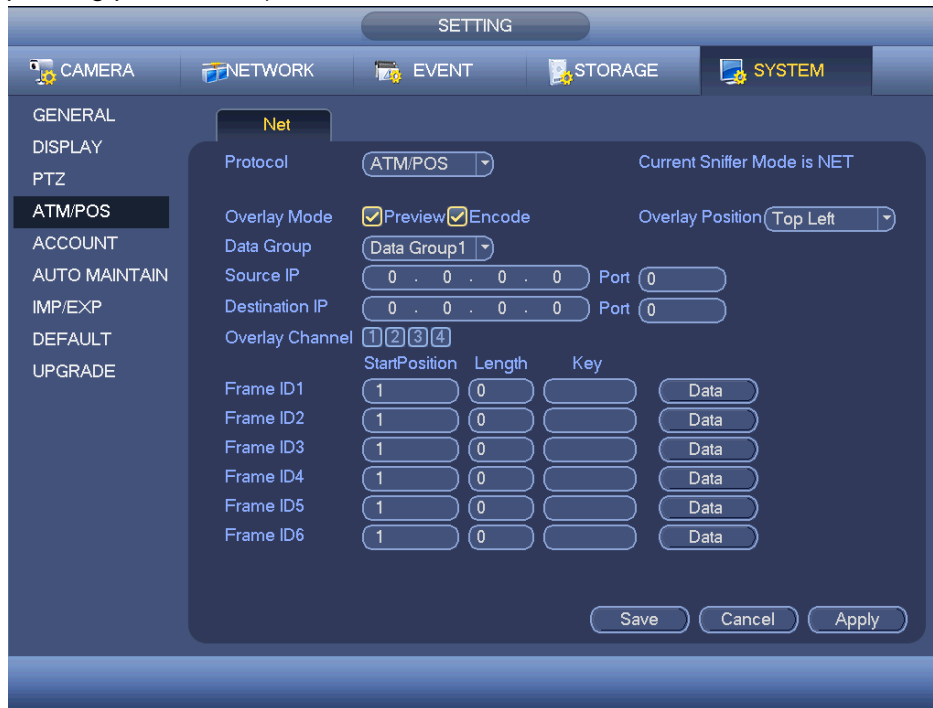 SETTING
CAMERA NETWORK EVENT STORAGE SYSTEM
GENERAL
DISPLAY
PTZ
ATM/POS
ACCOUNT
AUTO MAINTAIN
IMP/EXP
DEFAULT
UPGRADE
Net
Protocol ATM/POS Current Sniffer Mode is NET
Overlay Mode Preview Encode Overlay Position Top Left
Data Group Data Group1
Source IP 0 . 0 . 0 . 0 Port 0
Destination IP 0 . 0 . 0 . 0 Port 0
Overlay Channel 1 2 3 4
StartPosition Length Key
Frame ID1 1 0 Data
Frame ID2 1 0 Data
Frame ID3 1 0 Data
Frame ID4 1 0 Data
Frame ID5 1 0 Data
Frame ID6 1 0 Data
Save Cancel Apply